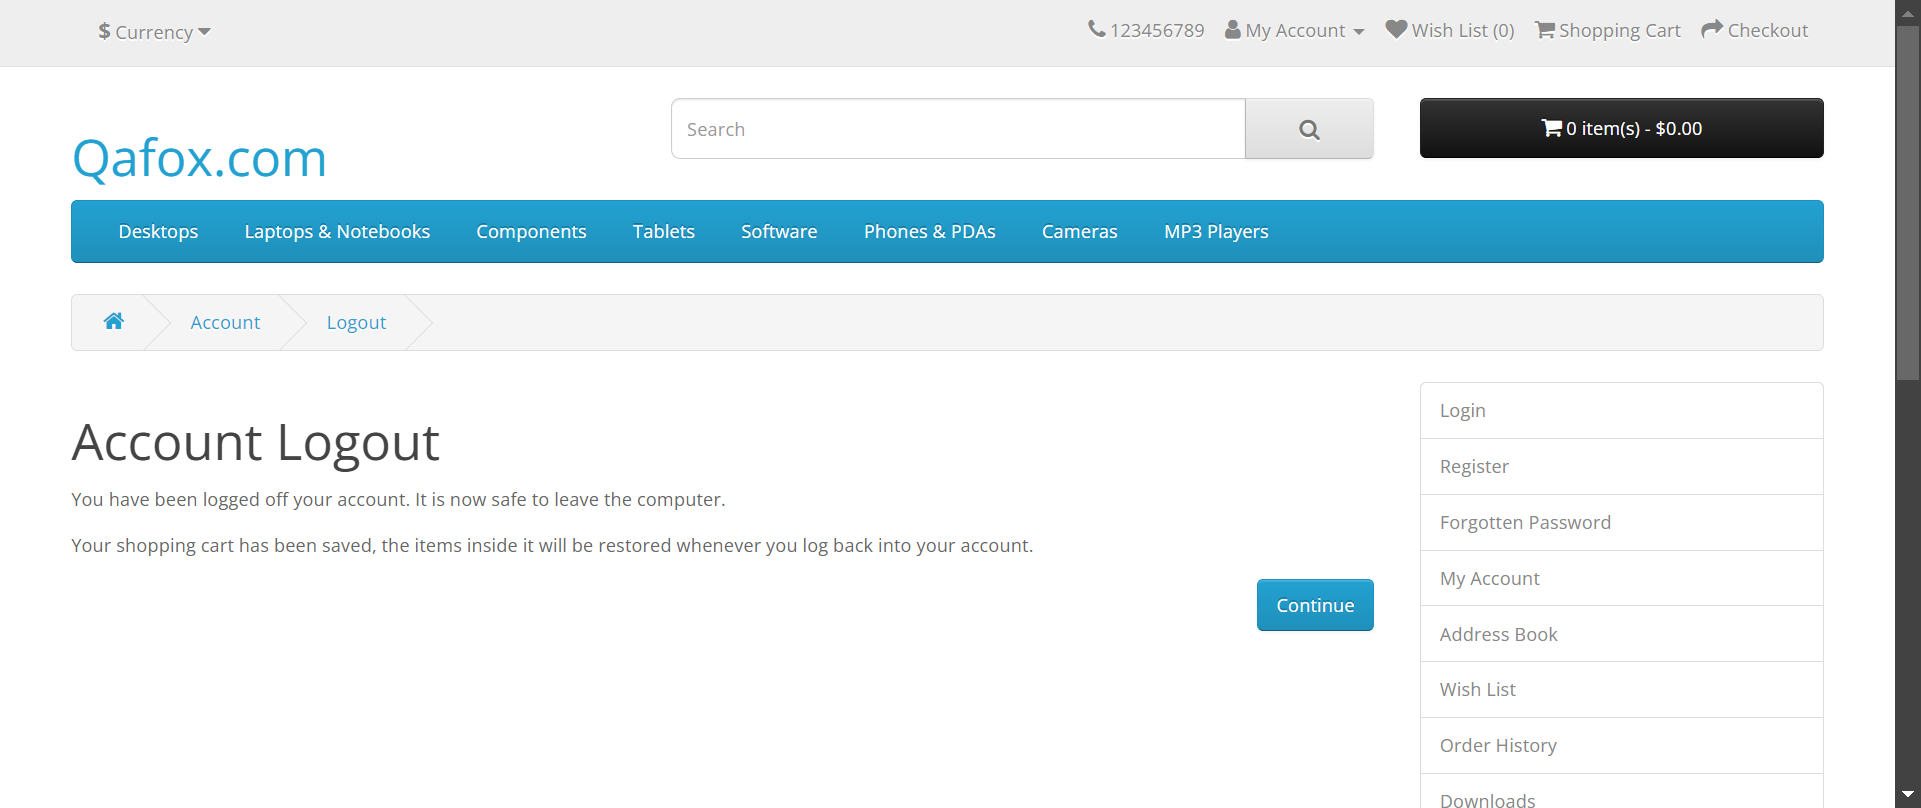 $ Currency
123456789 My Account Wish List (0) Shopping Cart Checkout
Qafox.com
Search
0 item(s) - $0.00
Desktops Laptops & Notebooks Components Tablets Software Phones & PDAs Cameras MP3 Players
Account Logout
Account Logout
You have been logged off your account. It is now safe to leave the computer.
Your shopping cart has been saved, the items inside it will be restored whenever you log back into your account.
Continue
Login
Register
Forgotten Password
My Account
Address Book
Wish List
Order History
Downloads